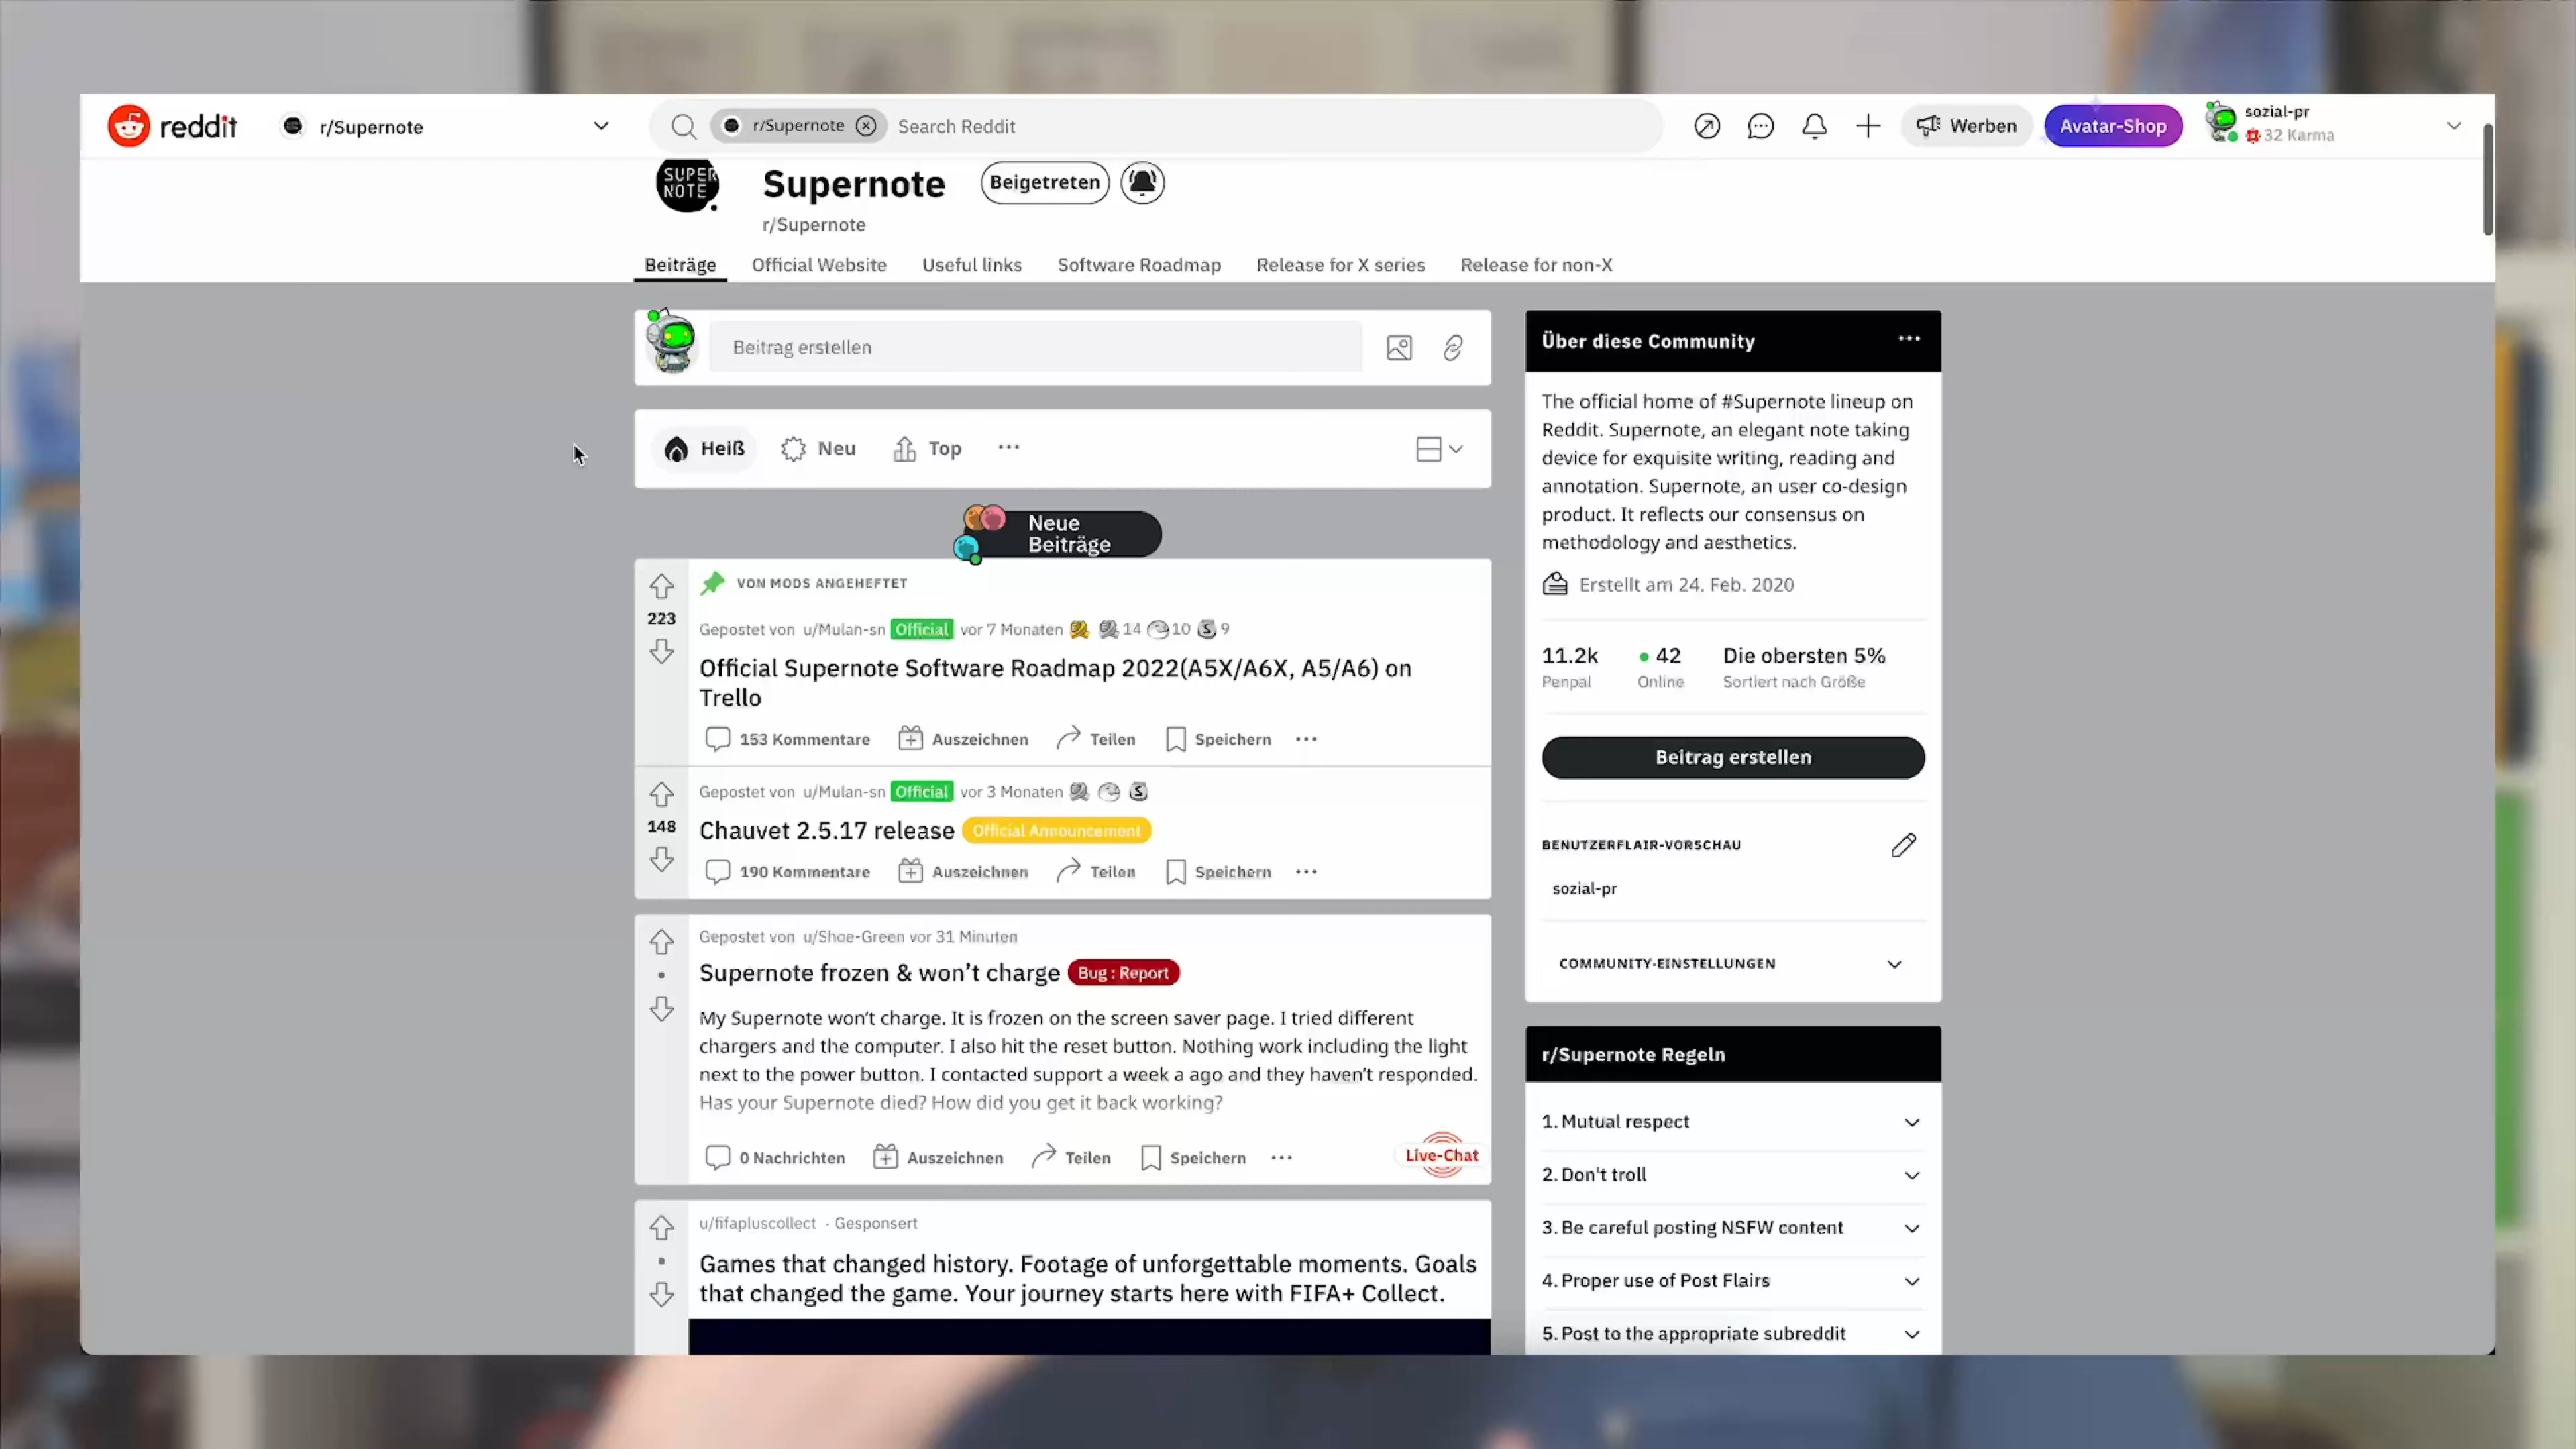 reddit
r/Supernote
r/Supernote
Search Reddit
Werben
Avatar-Shop
sozial-pr
32 Karma
SUPER
NOTE
Supernote
Beigetreten
r/Supernote
Beiträge
Official Website
Useful links
Software Roadmap
Release for X series
Release for non-X
Beitrag erstellen
Heiß
Neu
Top
Neue
Beiträge
VON MODS ANGEHEFTET
223
Gepostet von u/Mulan-sn Official vor 7 Monaten 14 10 S 9
Official Supernote Software Roadmap 2022(A5X/A6X, A5/A6) on
Trello
153 Kommentare
Auszeichnen
Teilen
Speichern
Gepostet von u/Mulan-sn Official vor 3 Monaten S
148
Chauvet 2.5.17 release Official Announcement
190 Kommentare
Auszeichnen
Teilen
Speichern
Gepostet von u/Shoe-Green vor 31 Minuten
Supernote frozen & won't charge Bug : Report
My Supernote won't charge. It is frozen on the screen saver page. I tried different
chargers and the computer. I also hit the reset button. Nothing work including the light
next to the power button. I contacted support a week a ago and they haven't responded.
Has your Supernote died? How did you get it back working?
0 Nachrichten
Auszeichnen
Teilen
Speichern
Live-Chat
u/fifapluscollect · Gesponsert
Games that changed history. Footage of unforgettable moments. Goals
that changed the game. Your journey starts here with FIFA+ Collect.
Über diese Community
The official home of #Supernote lineup on
Reddit. Supernote, an elegant note taking
device for exquisite writing, reading and
annotation. Supernote, an user co-design
product. It reflects our consensus on
methodology and aesthetics.
Erstellt am 24. Feb. 2020
11.2k
Penpal
42
Online
Die obersten 5%
Sortiert nach Größe
Beitrag erstellen
BENUTZERFLAIR-VORSCHAU
sozial-pr
COMMUNITY-EINSTELLUNGEN
r/Supernote Regeln
1. Mutual respect
2. Don't troll
3. Be careful posting NSFW content
4. Proper use of Post Flairs
5. Post to the appropriate subreddit